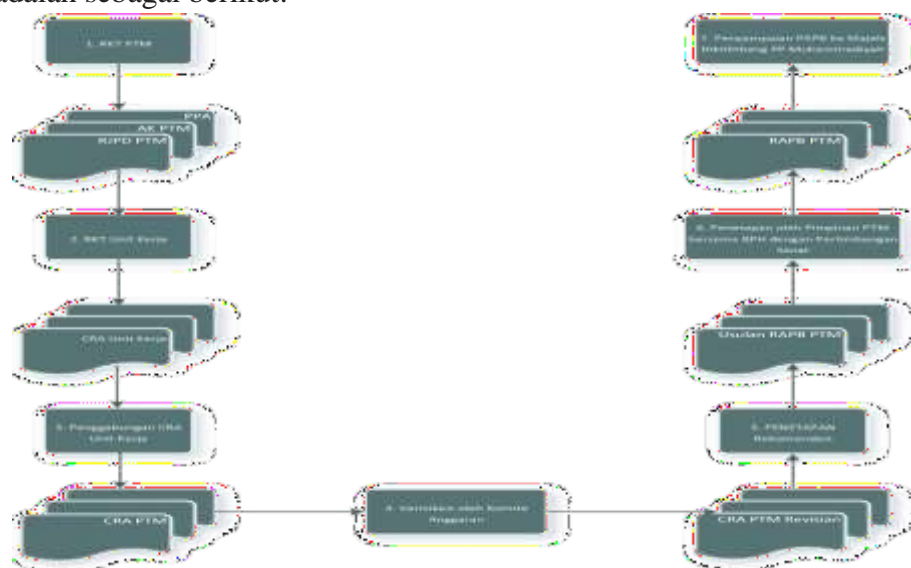 adalah sebagai berikut:
1. RKT PTM
PPA
AK PTM
RJPD PTM
2. RKT Unit Kerja
CRA Unit Kerja
3. Penggabungan CRA
Unit Kerja
CRA PTM
4. Verifikasi oleh Komite
Anggaran
CRA PTM Revisian
5. PENETAPAN
Rekomendasi
Usulan RAPB PTM
6. Penetapan oleh Pimpinan PTM
bersama BPH dengan Pertimbangan
Senat
RAPB PTM
7. Penyampaian RAPB ke Majelis
Diktilitbang PP Muhammadiyah